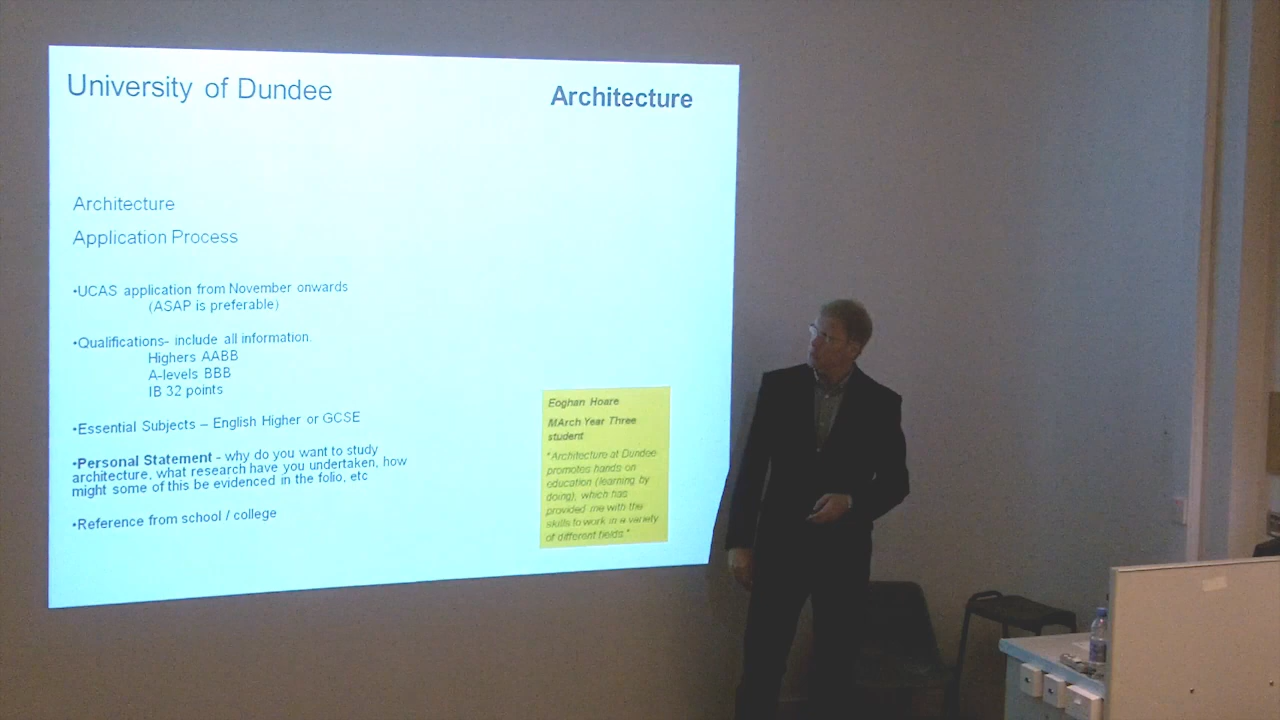 University of Dundee
Architecture
Architecture
Application Process
•UCAS application from November onwards
(ASAP is preferable)
•Qualifications– include all information.
Highers AABB
A-levels BBB
IB 32 points
•Essential Subjects – English Higher or GCSE
•Personal Statement - why do you want to study
architecture, what research have you undertaken, how
might some of this be evidenced in the folio, etc
•Reference from school / college
Eoghan Hoare
MArch Year Three
student
"Architecture at Dundee
promotes hands on
education (learning by
doing), which has
provided me with the
skills to work in a variety
of different fields."